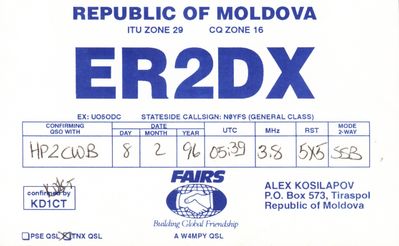 REPUBLIC OF MOLDOVA
ITU ZONE 29 CQ ZONE 16
ER2DX
EX: UO5ODC STATESIDE CALLSIGN: NØYFS (GENERAL CLASS)
CONFIRMING QSO WITH DATE DAY MONTH YEAR UTC MHz RST MODE 2-WAY
HP2CWB 8 2 96 05:39 3.8 5X5 SSB
FAIRS
confirmed by
KD1CT
Building Global Friendship
ALEX KOSILAPOV
P.O. Box 573, Tiraspol
Republic of Moldova
PSE QSL TNX QSL
A W4MPY QSL